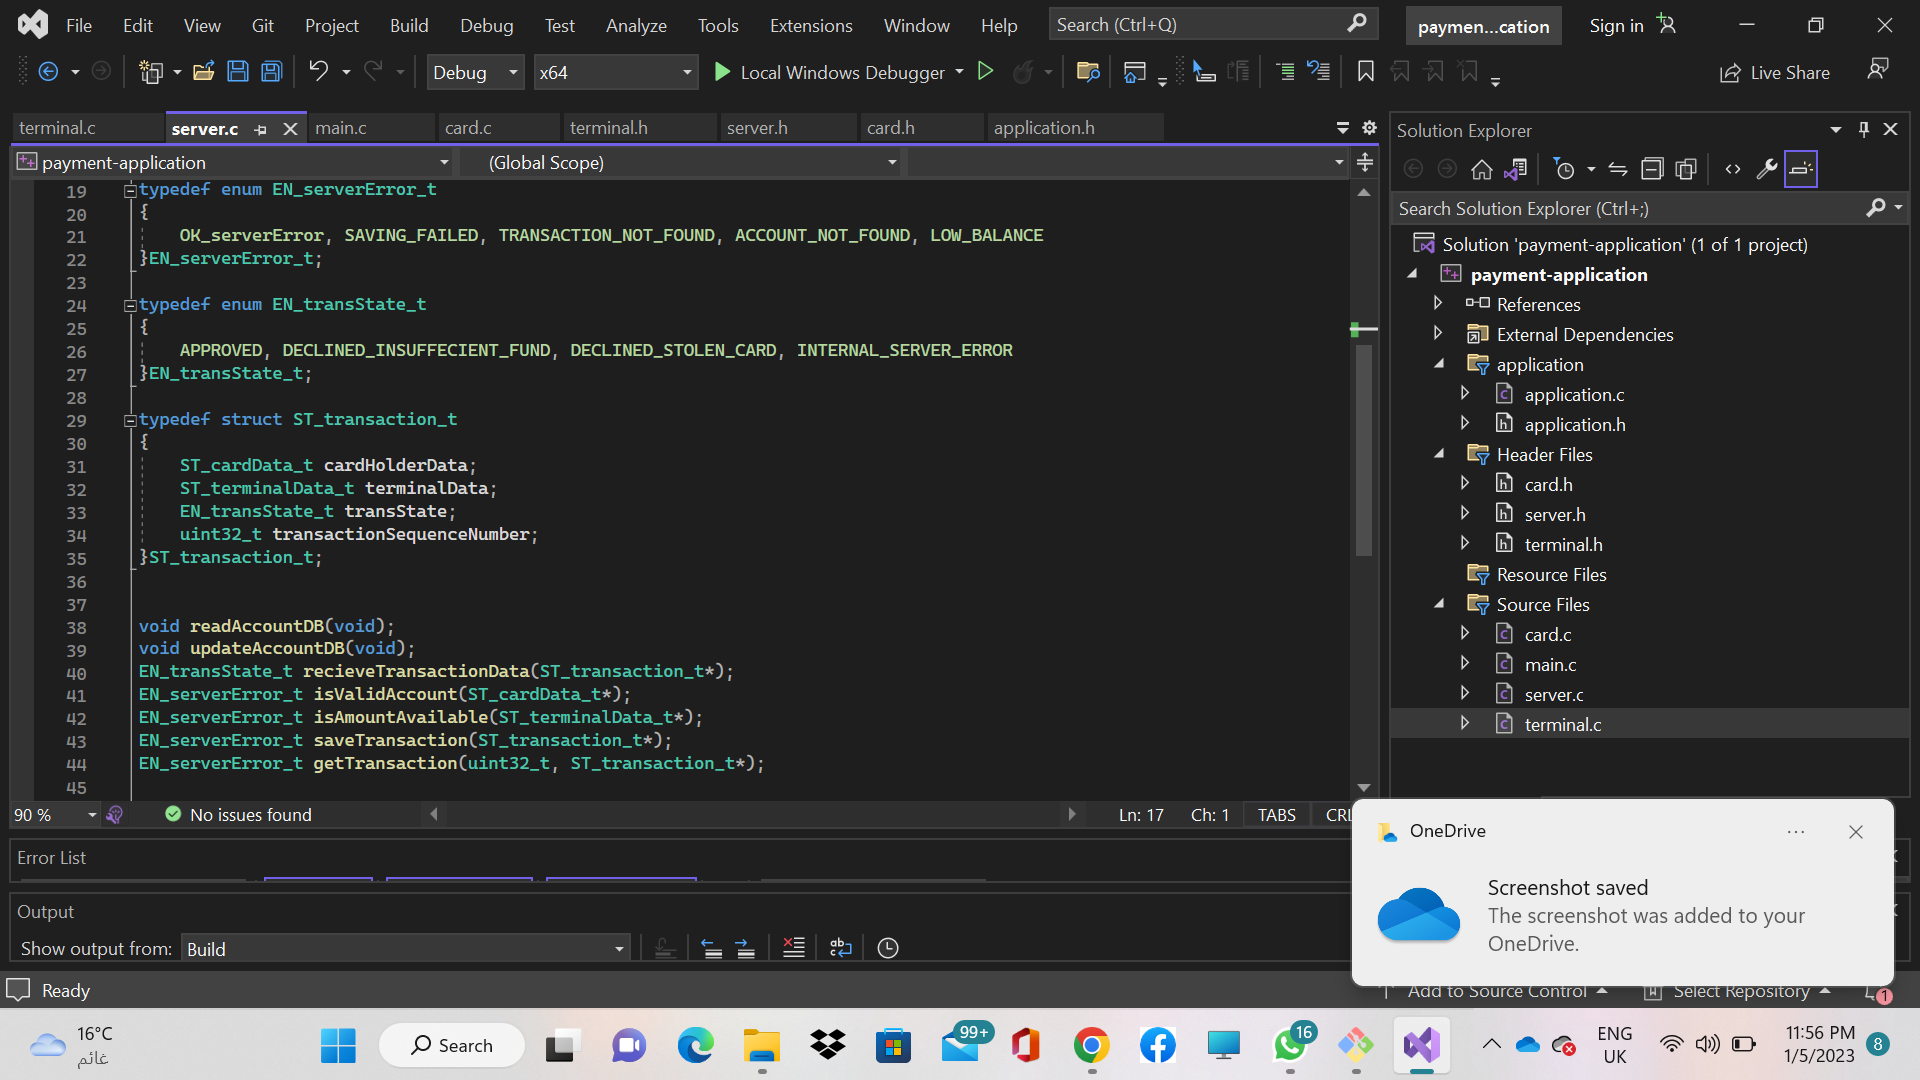 File Edit View Git Project Build Debug Test Analyze Tools Extensions Window Help Search (Ctrl+Q) paymen...cation Sign in
Debug x64 Local Windows Debugger Live Share
terminal.c server.c main.c card.c terminal.h server.h card.h application.h
payment-application (Global Scope)
19 typedef enum EN_serverError_t
20 {
21 OK_serverError, SAVING_FAILED, TRANSACTION_NOT_FOUND, ACCOUNT_NOT_FOUND, LOW_BALANCE
22 }EN_serverError_t;
23
24 typedef enum EN_transState_t
25 {
26 APPROVED, DECLINED_INSUFFECIENT_FUND, DECLINED_STOLEN_CARD, INTERNAL_SERVER_ERROR
27 }EN_transState_t;
28
29 typedef struct ST_transaction_t
30 {
31 ST_cardData_t cardHolderData;
32 ST_terminalData_t terminalData;
33 EN_transState_t transState;
34 uint32_t transactionSequenceNumber;
35 }ST_transaction_t;
36
37
38 void readAccountDB(void);
39 void updateAccountDB(void);
40 EN_transState_t recieveTransactionData(ST_transaction_t*);
41 EN_serverError_t isValidAccount(ST_cardData_t*);
42 EN_serverError_t isAmountAvailable(ST_terminalData_t*);
43 EN_serverError_t saveTransaction(ST_transaction_t*);
44 EN_serverError_t getTransaction(uint32_t, ST_transaction_t*);
45
90 % No issues found Ln: 17 Ch: 1 TABS CRL
Solution Explorer
Search Solution Explorer (Ctrl+;)
Solution 'payment-application' (1 of 1 project)
payment-application
References
External Dependencies
application
application.c
application.h
Header Files
card.h
server.h
terminal.h
Resource Files
Source Files
card.c
main.c
server.c
terminal.c
Error List
Output
Show output from: Build
OneDrive
Screenshot saved
The screenshot was added to your
OneDrive.
Ready Add to Source Control Select Repository 1
16°C
غائم
Search 99+ 16
ENG
UK
11:56 PM
1/5/2023
8